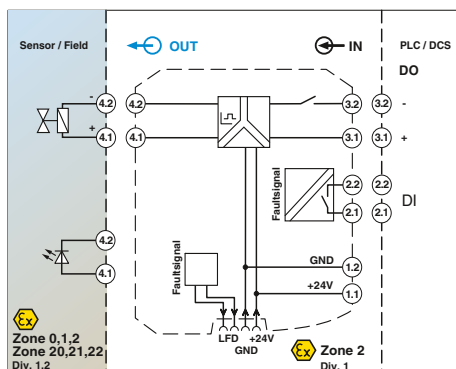 Sensor / Field
OUT
IN
PLC / DCS
DO
-
4.2
4.2
3.2
3.2
-
+
4.1
4.1
3.1
3.1
+
Faultsignal
2.2
2.2
DI
2.1
2.1
4.2
4.1
Faultsignal
GND
1.2
+24V
1.1
LFD
+24V
GND
Ex
Zone 0,1,2
Zone 20,21,22
Div. 1,2
Ex
Zone 2
Div. 1